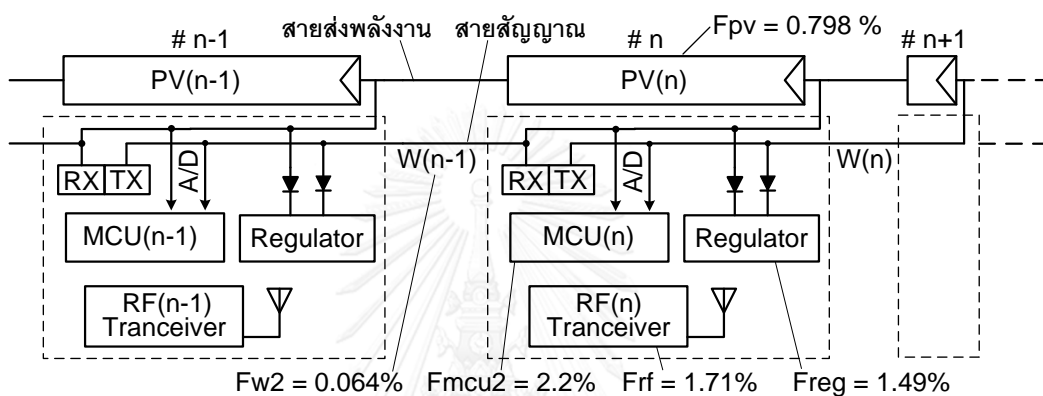 # n-1 สายส่งพลังงาน สายสัญญาณ # n Fpv = 0.798 % # n+1
PV(n-1) PV(n)
W(n-1) W(n)
RX TX A/D RX TX A/D
MCU(n-1) Regulator MCU(n) Regulator
RF(n-1) RF(n)
Tranceiver Tranceiver
Fw2 = 0.064% Fmcu2 = 2.2% Frf = 1.71% Freg = 1.49%